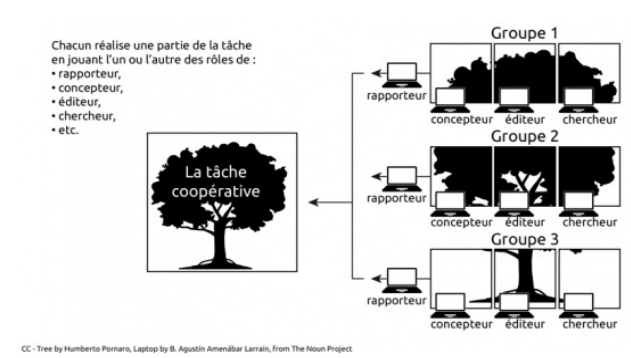 Chacun réalise une partie de la tâche
en jouant l'un ou l'autre des rôles de :
• rapporteur,
• concepteur,
• éditeur,
• chercheur,
• etc.
La tâche
coopérative
Groupe 1
rapporteur
concepteur éditeur chercheur
Groupe 2
rapporteur
concepteur éditeur chercheur
Groupe 3
rapporteur
concepteur éditeur chercheur
CC - Tree by Humberto Pornaro, Laptop by B. Agustín Amenábar Larraín, from The Noun Project